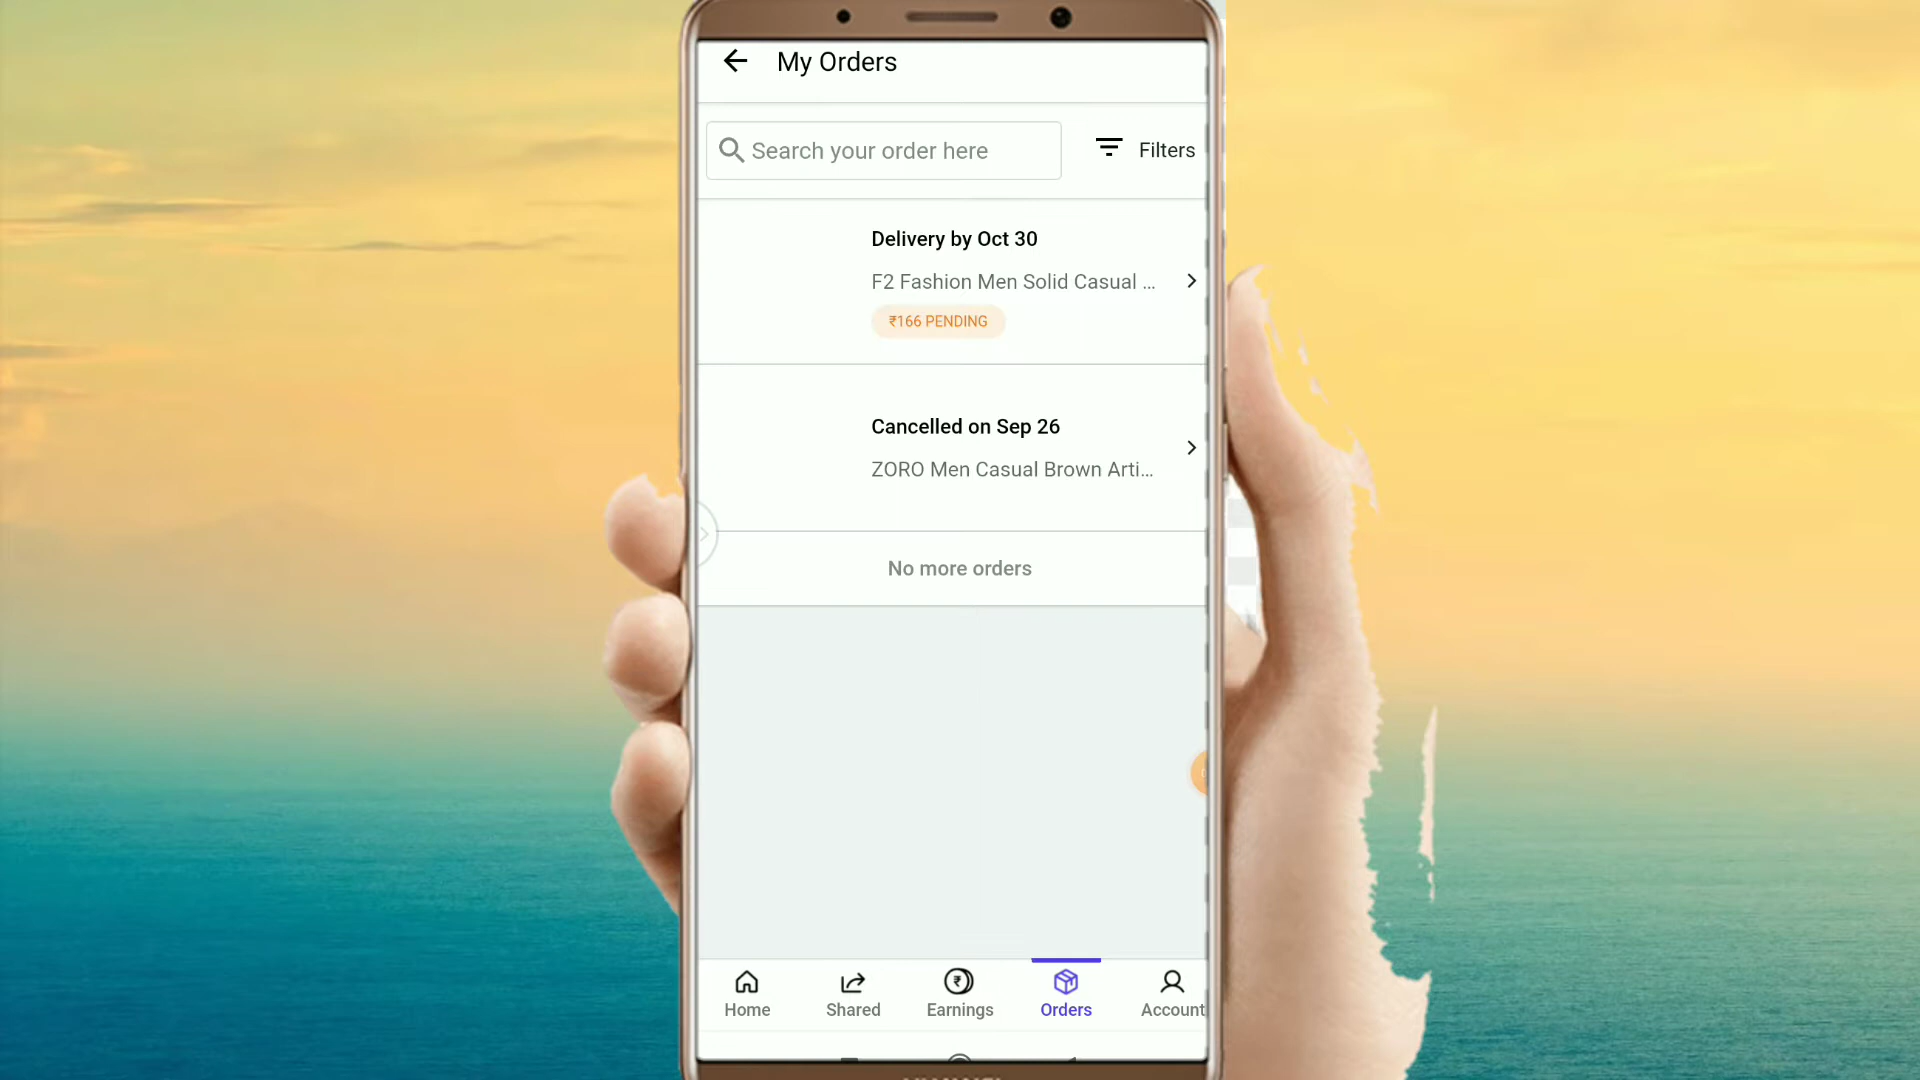 My Orders
Search your order here
Filters
Delivery by Oct 30
F2 Fashion Men Solid Casual ...
₹166 PENDING
Cancelled on Sep 26
ZORO Men Casual Brown Arti...
No more orders
Home
Shared
Earnings
Orders
Account